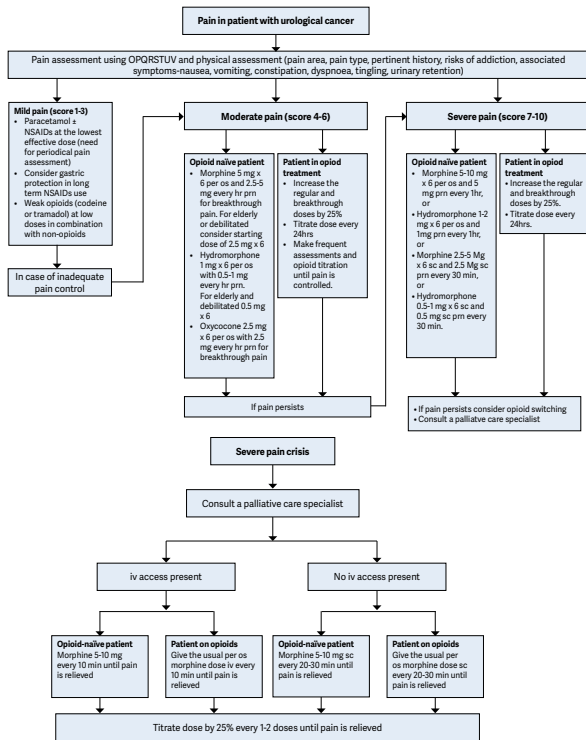 Pain in patient with urological cancer
Pain assessment using OPQRSTUV and physical assessment (pain area, pain type, pertinent history, risks of addiction, associated
symptoms-nausea, vomiting, constipation, dyspnoea, tingling, urinary retention)
Mild pain (score 1-3)
• Paracetamol ±
NSAIDs at the lowest
effective dose (need
for periodical pain
assessment)
• Consider gastric
protection in long
term NSAIDs use
• Weak opioids (codeine
or tramadol) at low
doses in combination
with non-opioids
In case of inadequate
pain control
Moderate pain (score 4-6)
Opioid naïve patient
• Morphine 5 mg x
6 per os and 2.5-5
mg every hr prn for
breakthrough
pain. For elderly
or debilitated
consider starting
dose of 2.5 mg x 6
• Hydromorphone
1 mg x 6 per os
with 0.5-1 mg
every hr prn.
For elderly and
debilitated 0.5 mg
x 6
• Oxycocone 2.5 mg
x 6 per os with 2.5
mg every hr prn for
breakthrough pain
Patient in opiod
treatment
• Increase the
regular and
breakthrough
doses by 25%
• Titrate dose every
24hrs
• Make frequent
assessments and
opioid titration
until pain is
controlled.
If pain persists
Severe pain (score 7-10)
Opioid naïve patient
• Morphine 5-10 mg
x 6 per os and 5
mg prn every 1hr,
or
• Hydromorphone 1-2
mg x 6 per os and
1mg prn every 1hr,
or
• Morphine 2.5-5 Mg
x 6 sc and 2.5 Mg sc
prn every 30 min,
or
• Hydromorphone
0.5-1 mg x 6 sc and
0.5 mg sc prn every
30 min.
Patient in opiod
treatment
• Increase the regular
and breakthrough
doses by 25%.
• Titrate dose every
24hrs.
• If pain persists consider opioid switching
• Consult a palliatve care specialist
Severe pain crisis
Consult a palliative care specialist
iv access present
No iv access present
Opioid-naïve patient
Morphine 5-10 mg
every 10 min until pain
is relieved
Patient on opioids
Give the usual per
os morphine dose iv every
10 min until pain is
relieved
Opioid-naïve patient
Morphine 5-10 mg sc
every 20-30 min until
pain is relieved
Patient on opioids
Give the usual per
os morphine dose sc
every 20-30 min until
pain is relieved
Titrate dose by 25% every 1-2 doses until pain is relieved